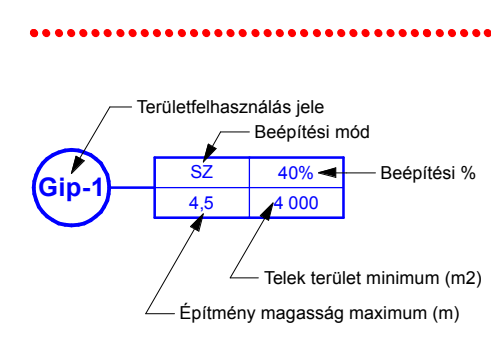 Területfelhasználás jele
Beépítési mód
Gip-1
SZ
40%
Beépítési %
4,5
4 000
Telek terület minimum (m2)
Építmény magasság maximum (m)